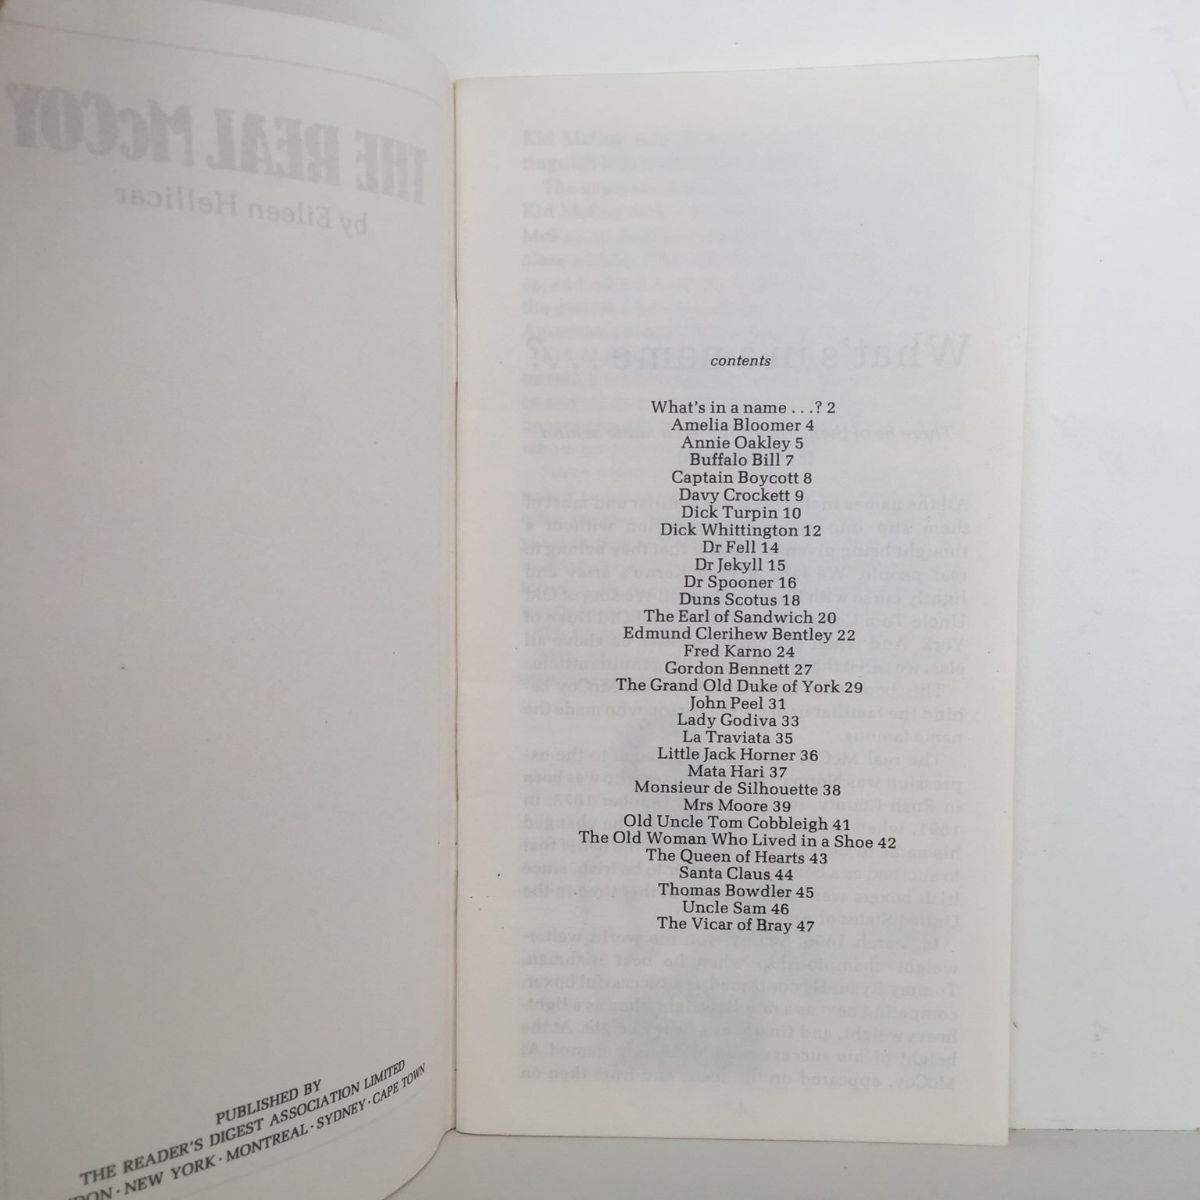 THE REAL McCOY
by Eileen Hellicar
PUBLISHED BY
THE READER'S DIGEST ASSOCIATION LIMITED
NEW YORK · MONTREAL · SYDNEY · CAPE TOWN
contents
What's in a name . . .? 2
Amelia Bloomer 4
Annie Oakley 5
Buffalo Bill 7
Captain Boycott 8
Davy Crockett 9
Dick Turpin 10
Dick Whittington 12
Dr Fell 14
Dr Jekyll 15
Dr Spooner 16
Duns Scotus 18
The Earl of Sandwich 20
Edmund Clerihew Bentley 22
Fred Karno 24
Gordon Bennett 27
The Grand Old Duke of York 29
John Peel 31
Lady Godiva 33
La Traviata 35
Little Jack Horner 36
Mata Hari 37
Monsieur de Silhouette 38
Mrs Moore 39
Old Uncle Tom Cobbleigh 41
The Old Woman Who Lived in a Shoe 42
The Queen of Hearts 43
Santa Claus 44
Thomas Bowdler 45
Uncle Sam 46
The Vicar of Bray 47